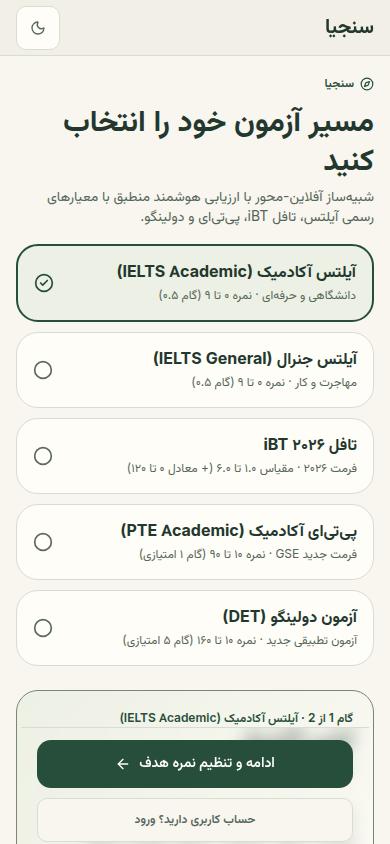 سنجیا
سنجیا
مسیر آزمون خود را انتخاب
کنید
شبیه‌ساز آفلاین-محور با ارزیابی هوشمند منطبق با معیارهای
رسمی آیلتس، تافل iBT، پی‌تی‌ای و دولینگو.
آیلتس آکادمیک (IELTS Academic)
دانشگاهی و حرفه‌ای · نمره ۰ تا ۹ (گام ۰.۵)
آیلتس جنرال (IELTS General)
مهاجرت و کار · نمره ۰ تا ۹ (گام ۰.۵)
تافل iBT ۲۰۲۶
فرمت ۲۰۲۶ · مقیاس ۱.۰ تا ۶.۰ (+ معادل ۰ تا ۱۲۰)
پی‌تی‌ای آکادمیک (PTE Academic)
فرمت جدید GSE · نمره ۱۰ تا ۹۰ (گام ۱ امتیازی)
آزمون دولینگو (DET)
آزمون تطبیقی جدید · نمره ۱۰ تا ۱۶۰ (گام ۵ امتیازی)
گام 1 از 2 · آیلتس آکادمیک (IELTS Academic)
ادامه و تنظیم نمره هدف
حساب کاربری دارید؟ ورود